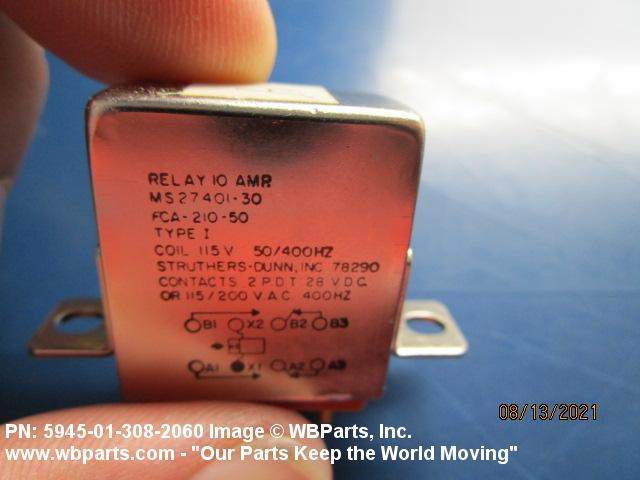 RELAY 10 AMP
MS27401-30
FCA-210-50
TYPE I
COIL 115V 50/400HZ
STRUTHERS-DUNN, INC. 78290
CONTACTS 2 P.D.T. 28 V.D.C.
OR 115/200 V.A.C. 400HZ
B1 X2 B2 B3
A1 X1 A2 A3
08/13/2021
PN: 5945-01-308-2060 Image © WBParts, Inc.
www.wbparts.com - "Our Parts Keep the World Moving"